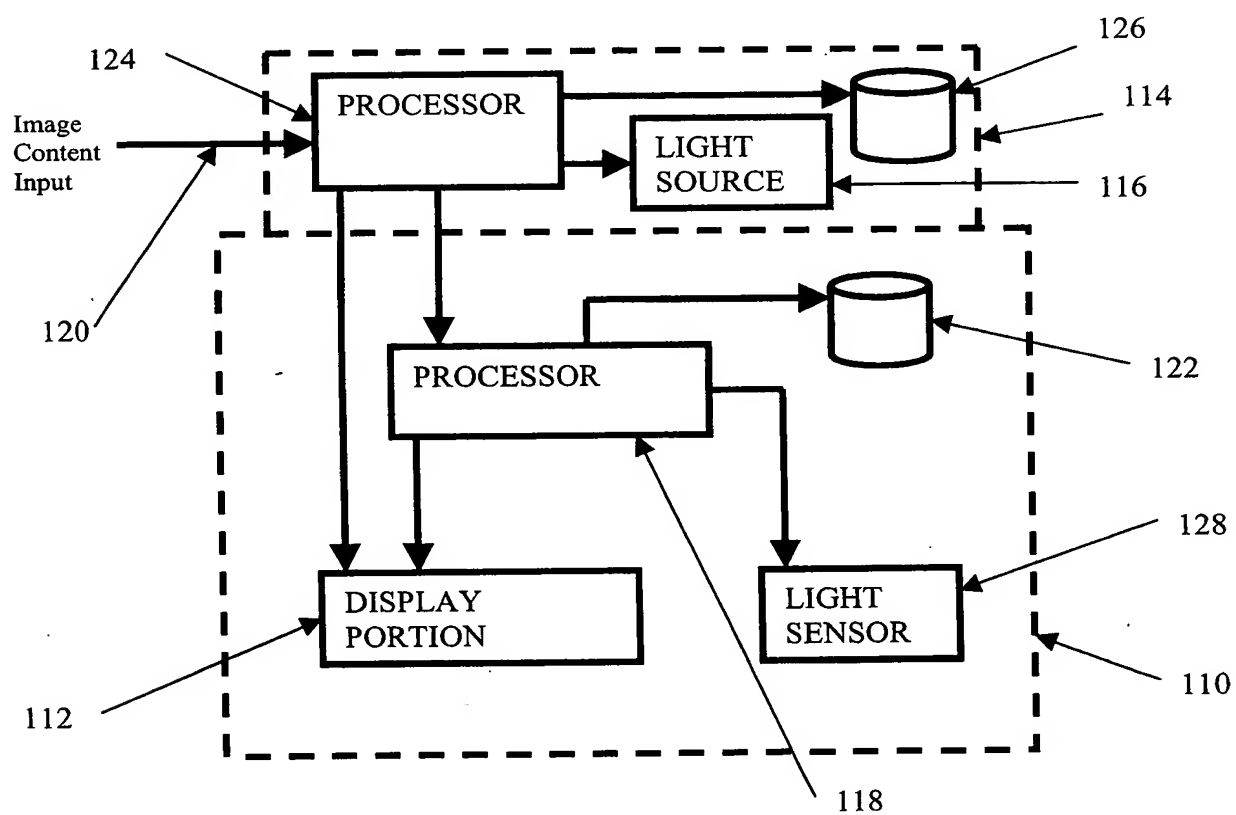 126
124
PROCESSOR
114
Image
Content
Input
LIGHT
SOURCE
116
120
PROCESSOR
122
128
DISPLAY
PORTION
LIGHT
SENSOR
110
112
118